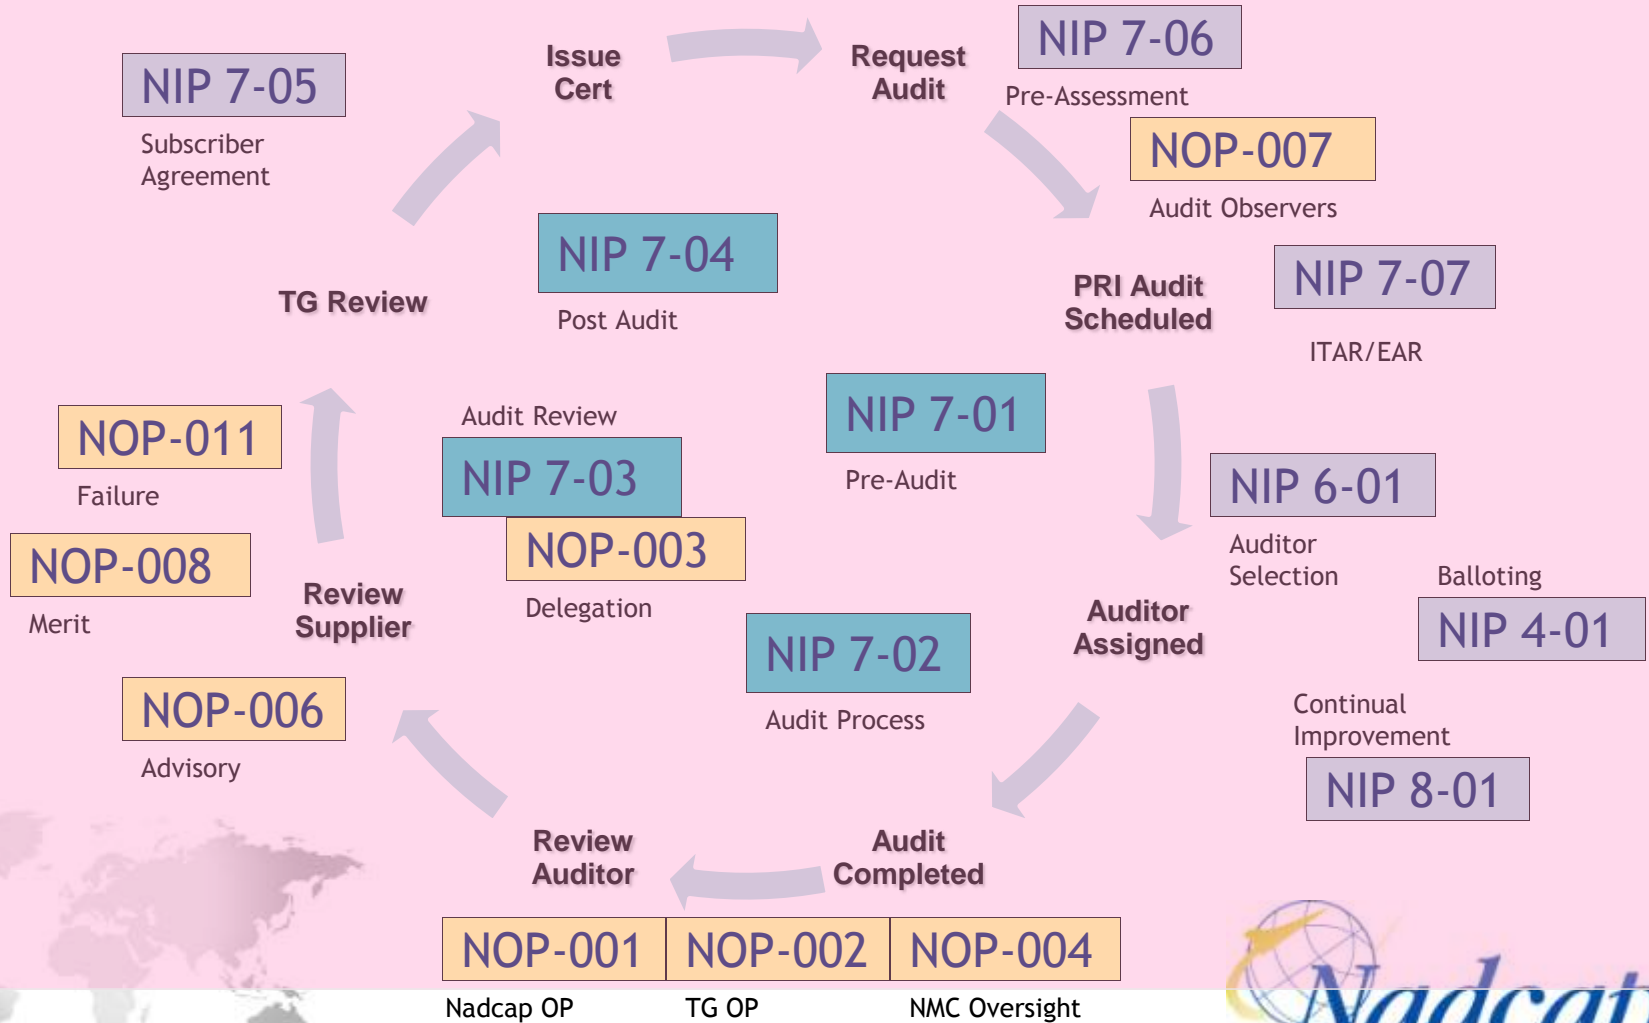 Issue
Cert
Request
Audit
NIP 7-06
Pre-Assessment
NIP 7-05
Subscriber
Agreement
NOP-007
Audit Observers
NIP 7-04
Post Audit
TG Review
PRI Audit
Scheduled
NIP 7-07
ITAR/EAR
NOP-011
Failure
Audit Review
NIP 7-03
NOP-003
Delegation
NIP 7-01
Pre-Audit
NIP 6-01
Auditor
Selection
NOP-008
Merit
Review
Supplier
NIP 7-02
Audit Process
Auditor
Assigned
Balloting
NIP 4-01
NOP-006
Advisory
Continual
Improvement
NIP 8-01
Review
Auditor
Audit
Completed
NOP-001
NOP-002
NOP-004
Nadcap OP
TG OP
NMC Oversight
Nadcap